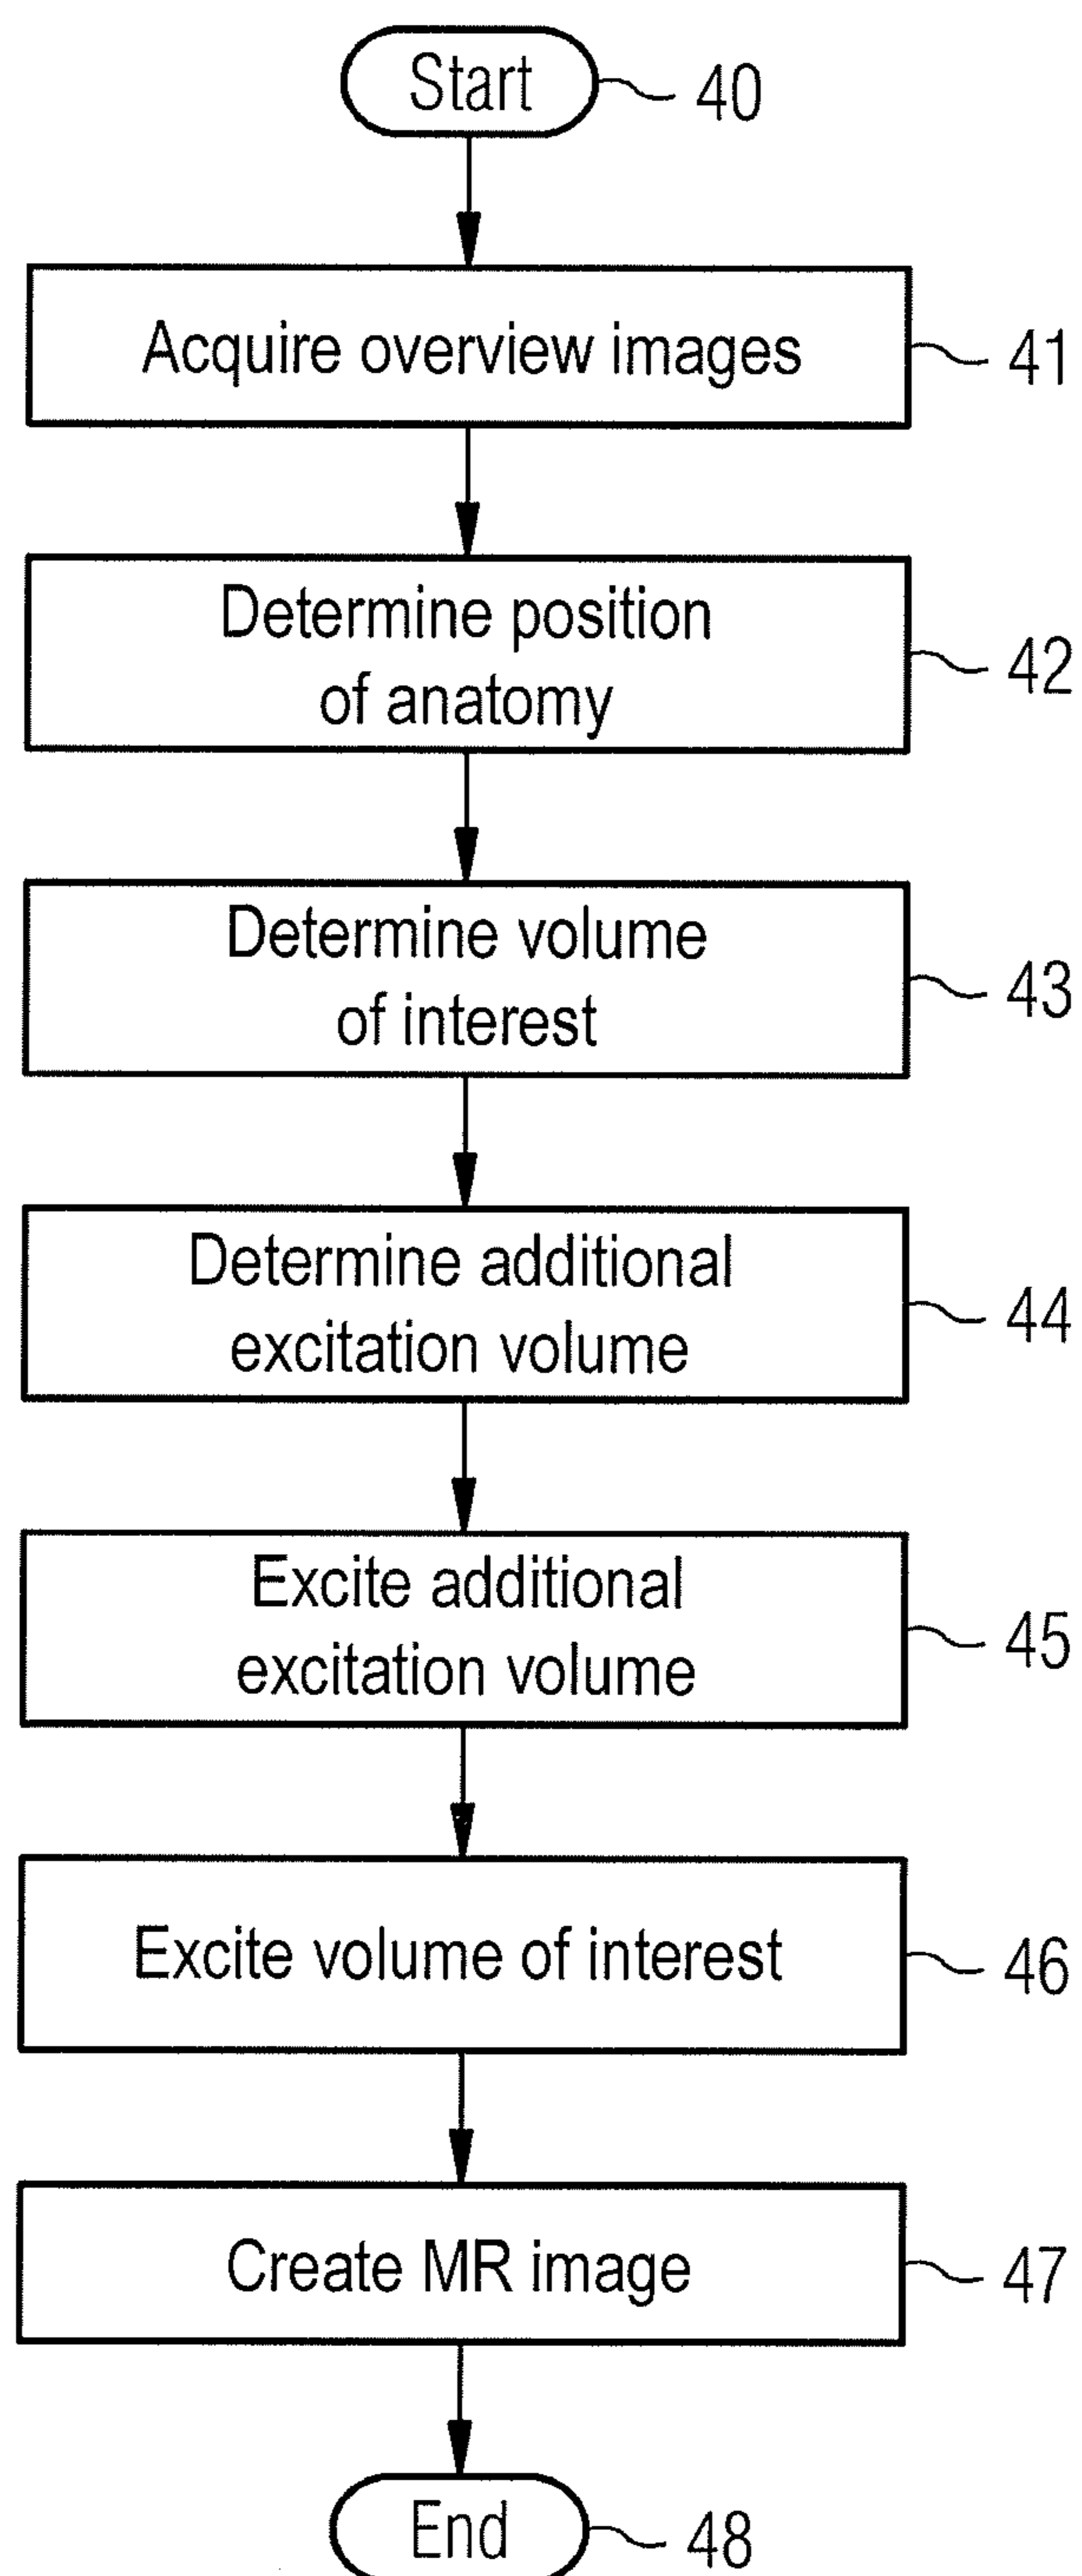 Start
40
Acquire overview images
41
Determine position
of anatomy
42
Determine volume
of interest
43
Determine additional
excitation volume
44
Excite additional
excitation volume
45
Excite volume of interest
46
Create MR image
47
End
48